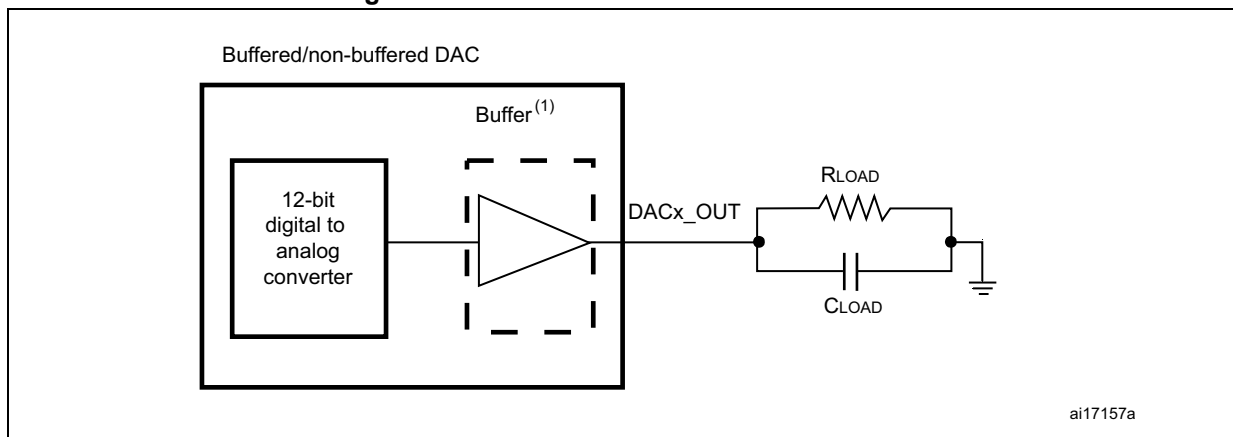 Buffered/non-buffered DAC
Buffer(1)
12-bit
digital to
analog
converter
DACx_OUT
RLOAD
CLOAD
ai17157a